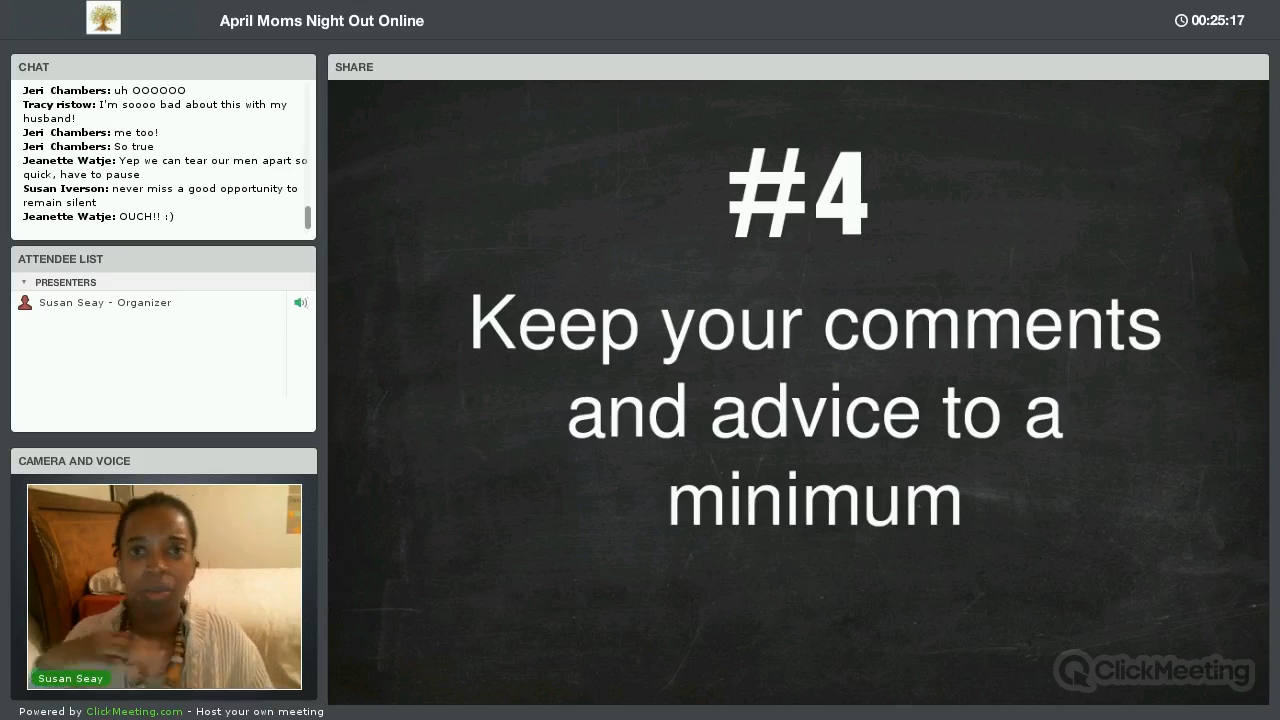 April Moms Night Out Online
00:25:17
CHAT
Jeri Chambers: uh OOOOOO
Tracy ristow: I'm soooo bad about this with my
husband!
Jeri Chambers: me too!
Jeri Chambers: So true
Jeanette Watje: Yep we can tear our men apart so
quick, have to pause
Susan Iverson: never miss a good opportunity to
remain silent
Jeanette Watje: OUCH!! :)
ATTENDEE LIST
PRESENTERS
Susan Seay - Organizer
CAMERA AND VOICE
Susan Seay
Powered by ClickMeeting.com - Host your own meeting
SHARE
#4
Keep your comments
and advice to a
minimum
ClickMeeting